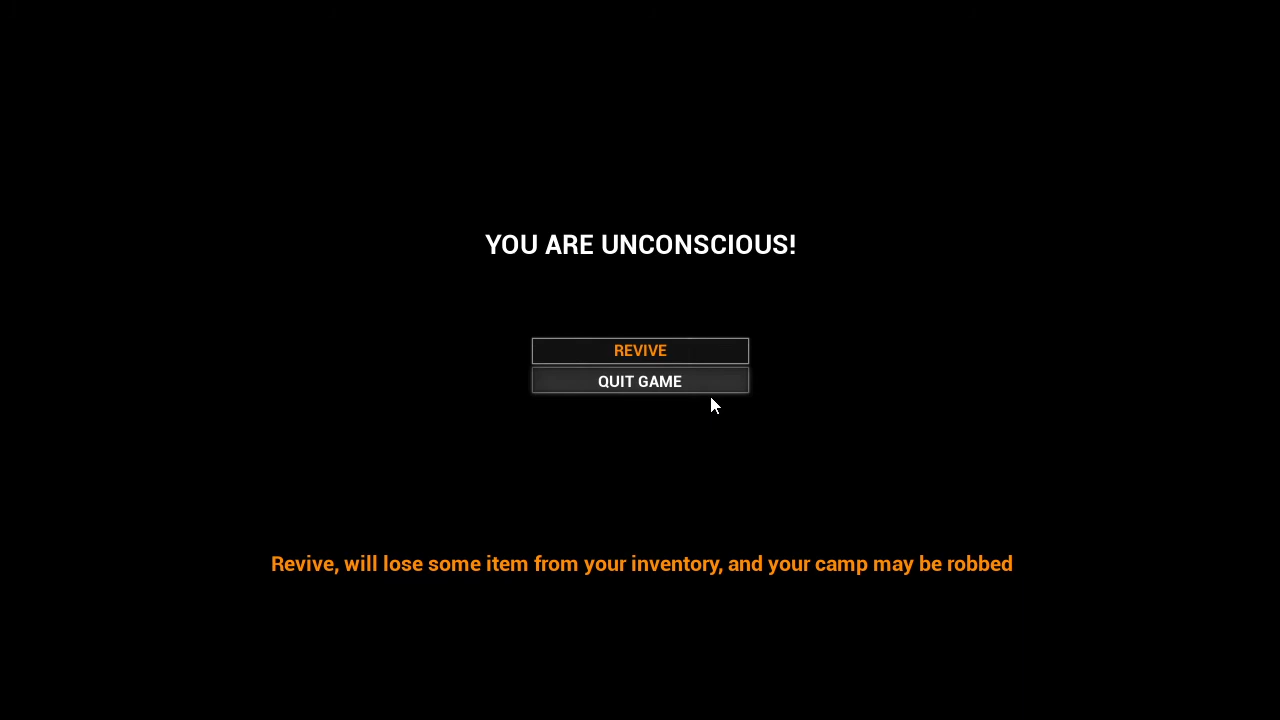 YOU ARE UNCONSCIOUS!
REVIVE
QUIT GAME
Revive, will lose some item from your inventory, and your camp may be robbed